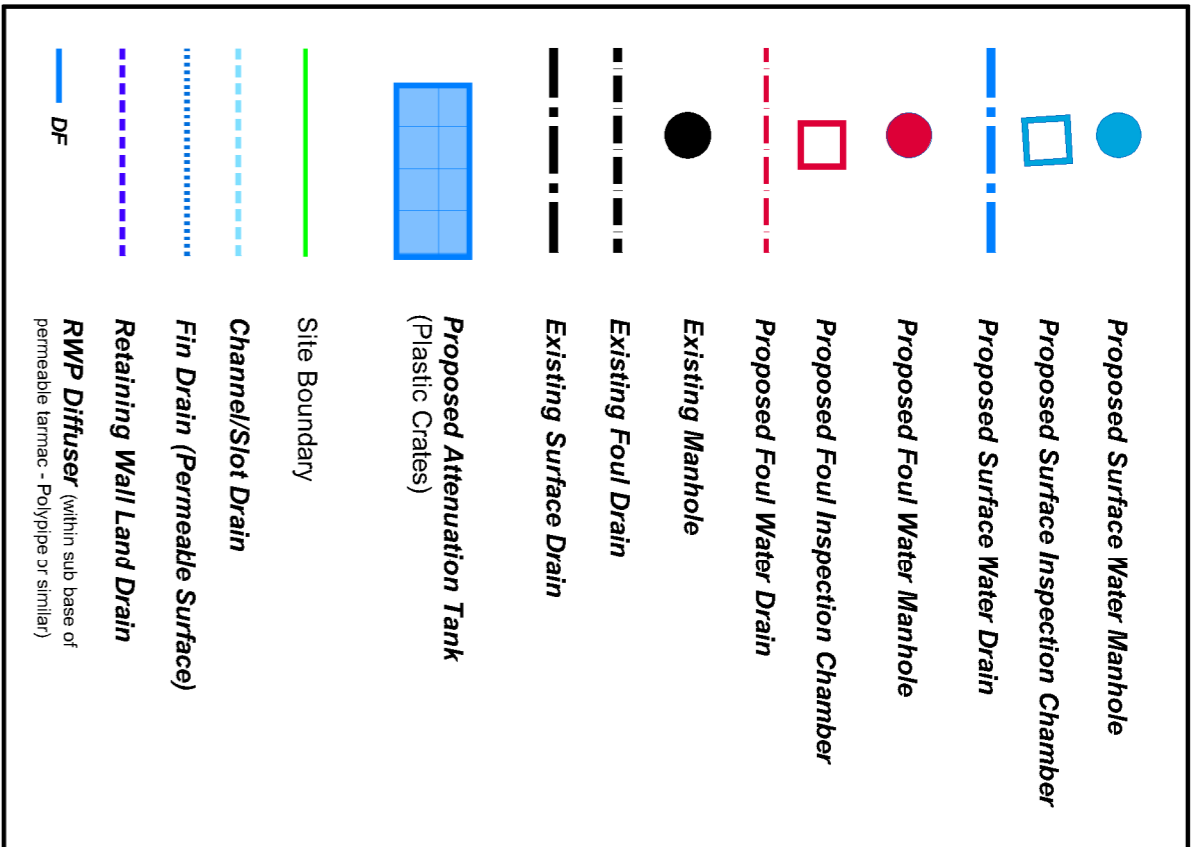 Proposed Surface Water Manhole
Proposed Surface Inspection Chamber
Proposed Surface Water Drain
Proposed Foul Water Manhole
Proposed Foul Inspection Chamber
Proposed Foul Water Drain
Existing Manhole
Existing Foul Drain
Existing Surface Drain
Proposed Attenuation Tank
(Plastic Crates)
Site Boundary
Channel/Slot Drain
Fin Drain (Permeable Surface)
Retaining Wall Land Drain
DF
RWP Diffuser (within sub base of
permeable tarmac - Polypipe or similar)